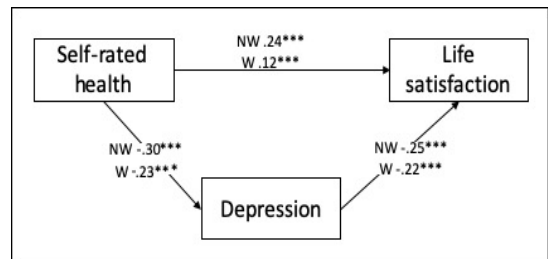 Self-rated
health
NW .24***
W .12***
Life
satisfaction
NW -.30***
W -.23***
NW -.25***
W -.22***
Depression